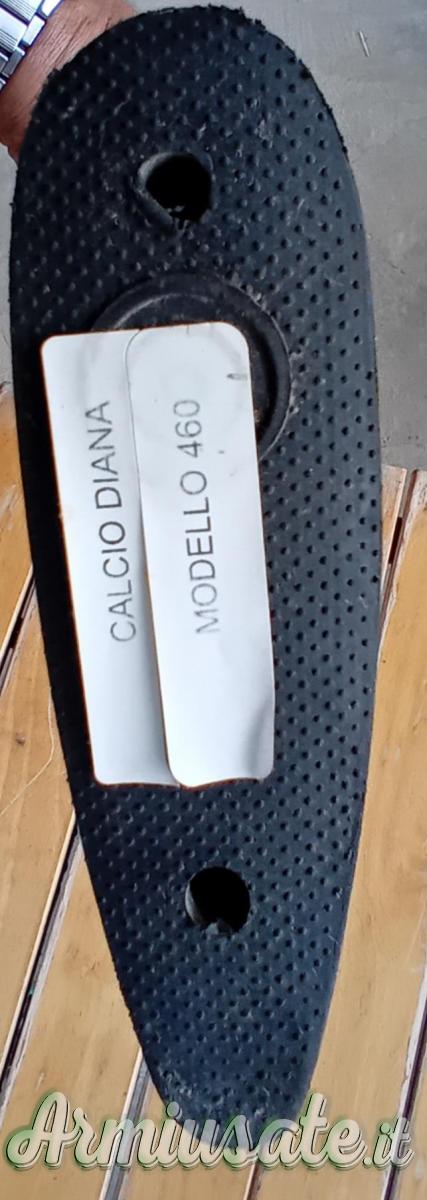 CALCIO DIANA
MODELLO 460
Armiusate.it